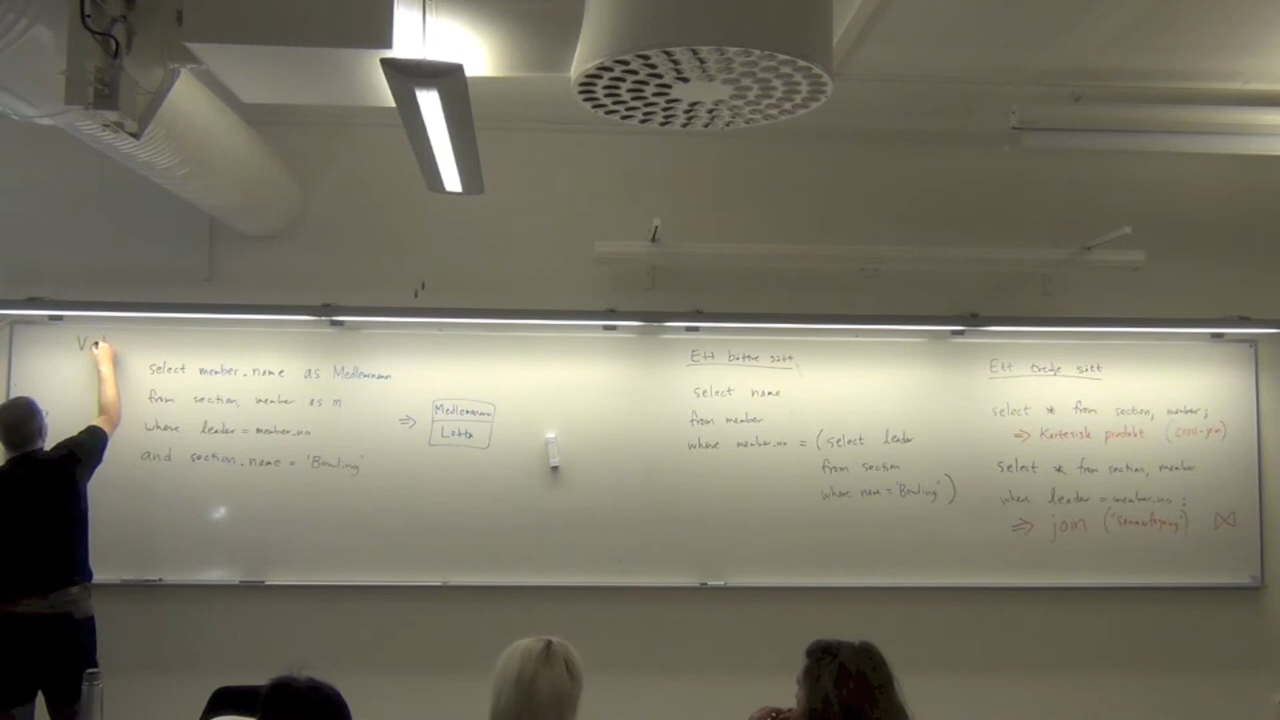 select member.name as Medlemsnamn
from section, member as m
where leader = member_no
and section.name = 'Bowling'
⇒
Medlemsnamn
Lotta
Ett bättre sätt
select name
from member
where member_no = (select leader
from section
where name = 'Bowling')
Ett tredje sätt
select * from section, member;
⇒ Kartesisk produkt (cross-join)
select * from section, member
where leader = member_no;
⇒ join ("Sammanfogning") ⋈